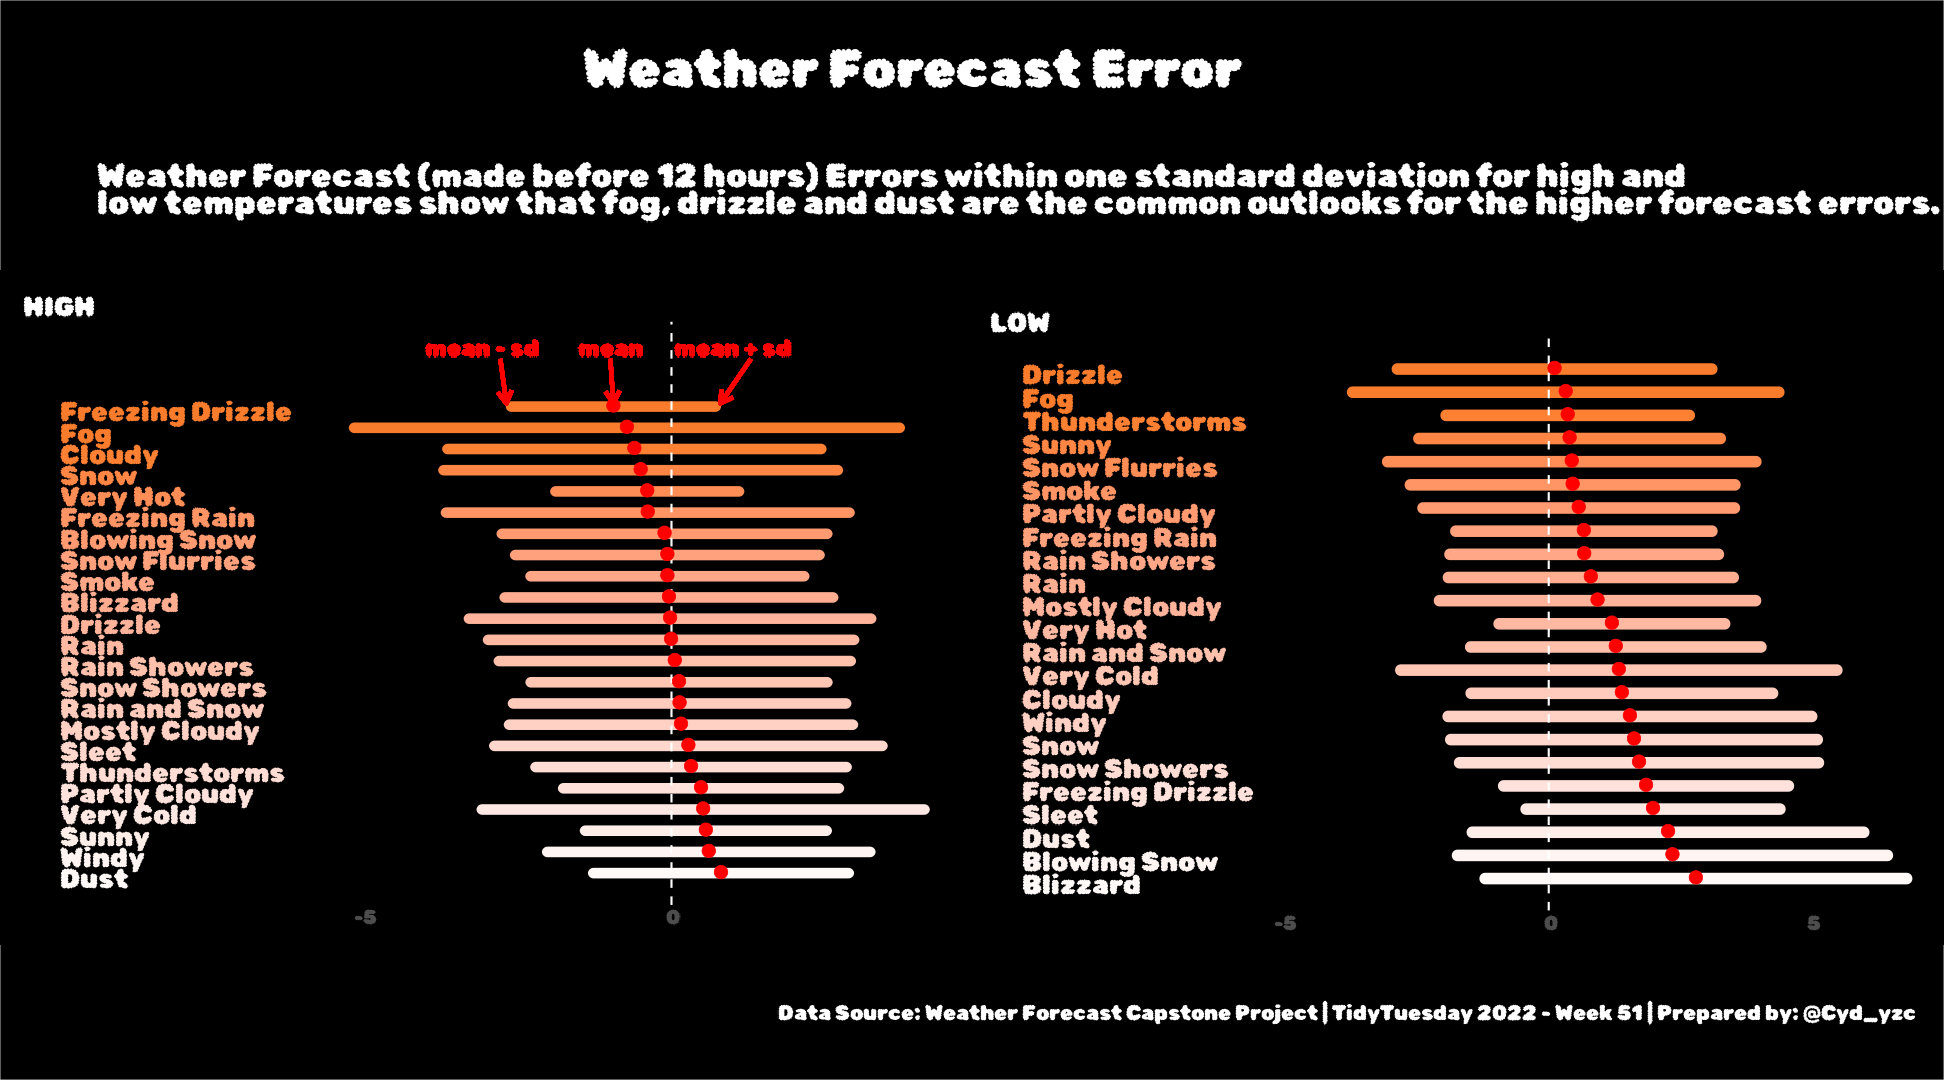 Weather Forecast Error
Weather Forecast (made before 12 hours) Errors within one standard deviation for high and
low temperatures show that fog, drizzle and dust are the common outlooks for the higher forecast errors.
HIGH
mean - sd
mean
mean + sd
Freezing Drizzle
Fog
Cloudy
Snow
Very Hot
Freezing Rain
Blowing Snow
Snow Flurries
Smoke
Blizzard
Drizzle
Rain
Rain Showers
Snow Showers
Rain and Snow
Mostly Cloudy
Sleet
Thunderstorms
Partly Cloudy
Very Cold
Sunny
Windy
Dust
-5
0
LOW
Drizzle
Fog
Thunderstorms
Sunny
Snow Flurries
Smoke
Partly Cloudy
Freezing Rain
Rain Showers
Rain
Mostly Cloudy
Very Hot
Rain and Snow
Very Cold
Cloudy
Windy
Snow
Snow Showers
Freezing Drizzle
Sleet
Dust
Blowing Snow
Blizzard
-5
0
5
Data Source: Weather Forecast Capstone Project | TidyTuesday 2022 - Week 51 | Prepared by: @Cyd_yzc